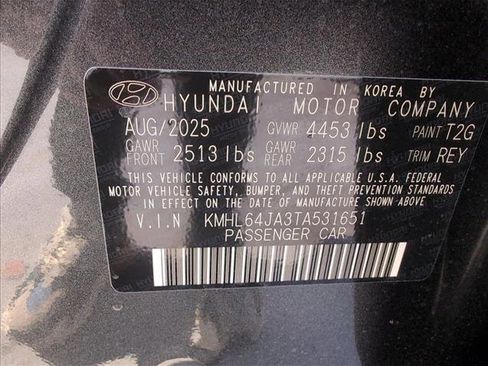 MANUFACTURED IN KOREA BY
HYUNDAI MOTOR COMPANY
AUG/2025 GVWR 4453 lbs PAINT T2G
GAWR FRONT 2513 lbs GAWR REAR 2315 lbs TRIM REY
THIS VEHICLE CONFORMS TO ALL APPLICABLE U.S.A. FEDERAL
MOTOR VEHICLE SAFETY, BUMPER, AND THEFT PREVENTION STANDARDS
IN EFFECT ON THE DATE OF MANUFACTURE SHOWN ABOVE
V.I.N KMHL64JA3TA531651
PASSENGER CAR